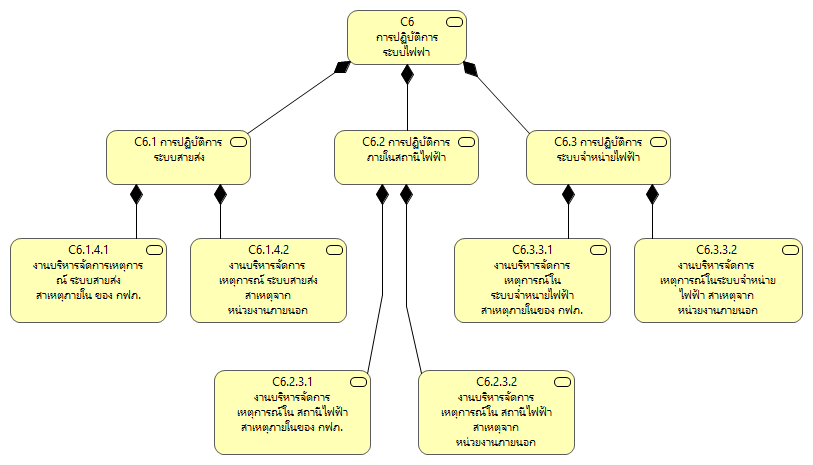 C6
การปฏิบัติการ
ระบบไฟฟา
C6.1 การปฏิบัติการ
ระบบสายส่ง
C6.2 การปฏิบัติการ
ภายในสถานีไฟฟ้า
C6.3 การปฏิบัติการ
ระบบจำหน่ายไฟฟ้า
C6.1.4.1
งานบริหารจัดการเหตุการ
ณ์ ระบบสายส่ง
สาเหตุภายใน ของ กฟภ.
C6.1.4.2
งานบริหารจัดการ
เหตุการณ์ ระบบสายส่ง
สาเหตุจาก
หน่วยงานภายนอก
C6.3.3.1
งานบริหารจัดการ
เหตุการณ์ใน
ระบบจำหนายไฟฟ้า
สาเหตุภายในของ กฟภ.
C6.3.3.2
งานบริหารจัดการ
เหตุการณ์ในระบบจำหน่าย
ไฟฟ้า สาเหตุจาก
หน่วยงานภายนอก
C6.2.3.1
งานบริหารจัดการ
เหตุการณ์ใน สถานีไฟฟ้า
สาเหตุภายในของ กฟภ.
C6.2.3.2
งานบริหารจัดการ
เหตุการณ์ใน สถานีไฟฟ้า
สาเหตุจาก
หน่วยงานภายนอก